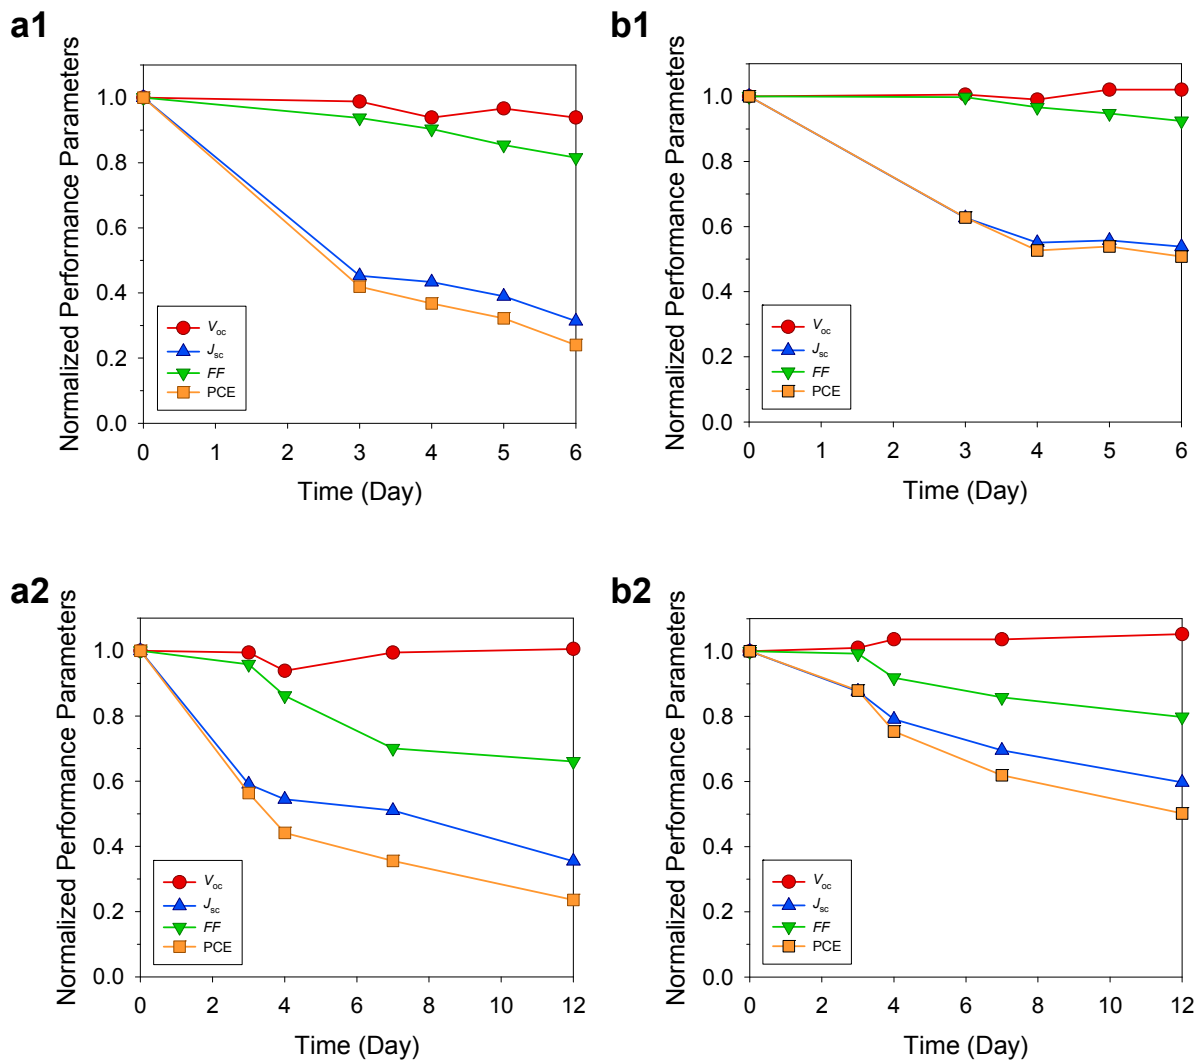 a1
Normalized Performance Parameters
1.0
0.8
0.6
0.4
0.2
0.0
Voc
Jsc
FF
PCE
0 1 2 3 4 5 6
Time (Day)
b1
Normalized Performance Parameters
1.0
0.8
0.6
0.4
0.2
0.0
Voc
Jsc
FF
PCE
0 1 2 3 4 5 6
Time (Day)
a2
Normalized Performance Parameters
1.0
0.8
0.6
0.4
0.2
0.0
Voc
Jsc
FF
PCE
0 2 4 6 8 10 12
Time (Day)
b2
Normalized Performance Parameters
1.0
0.8
0.6
0.4
0.2
0.0
Voc
Jsc
FF
PCE
0 2 4 6 8 10 12
Time (Day)